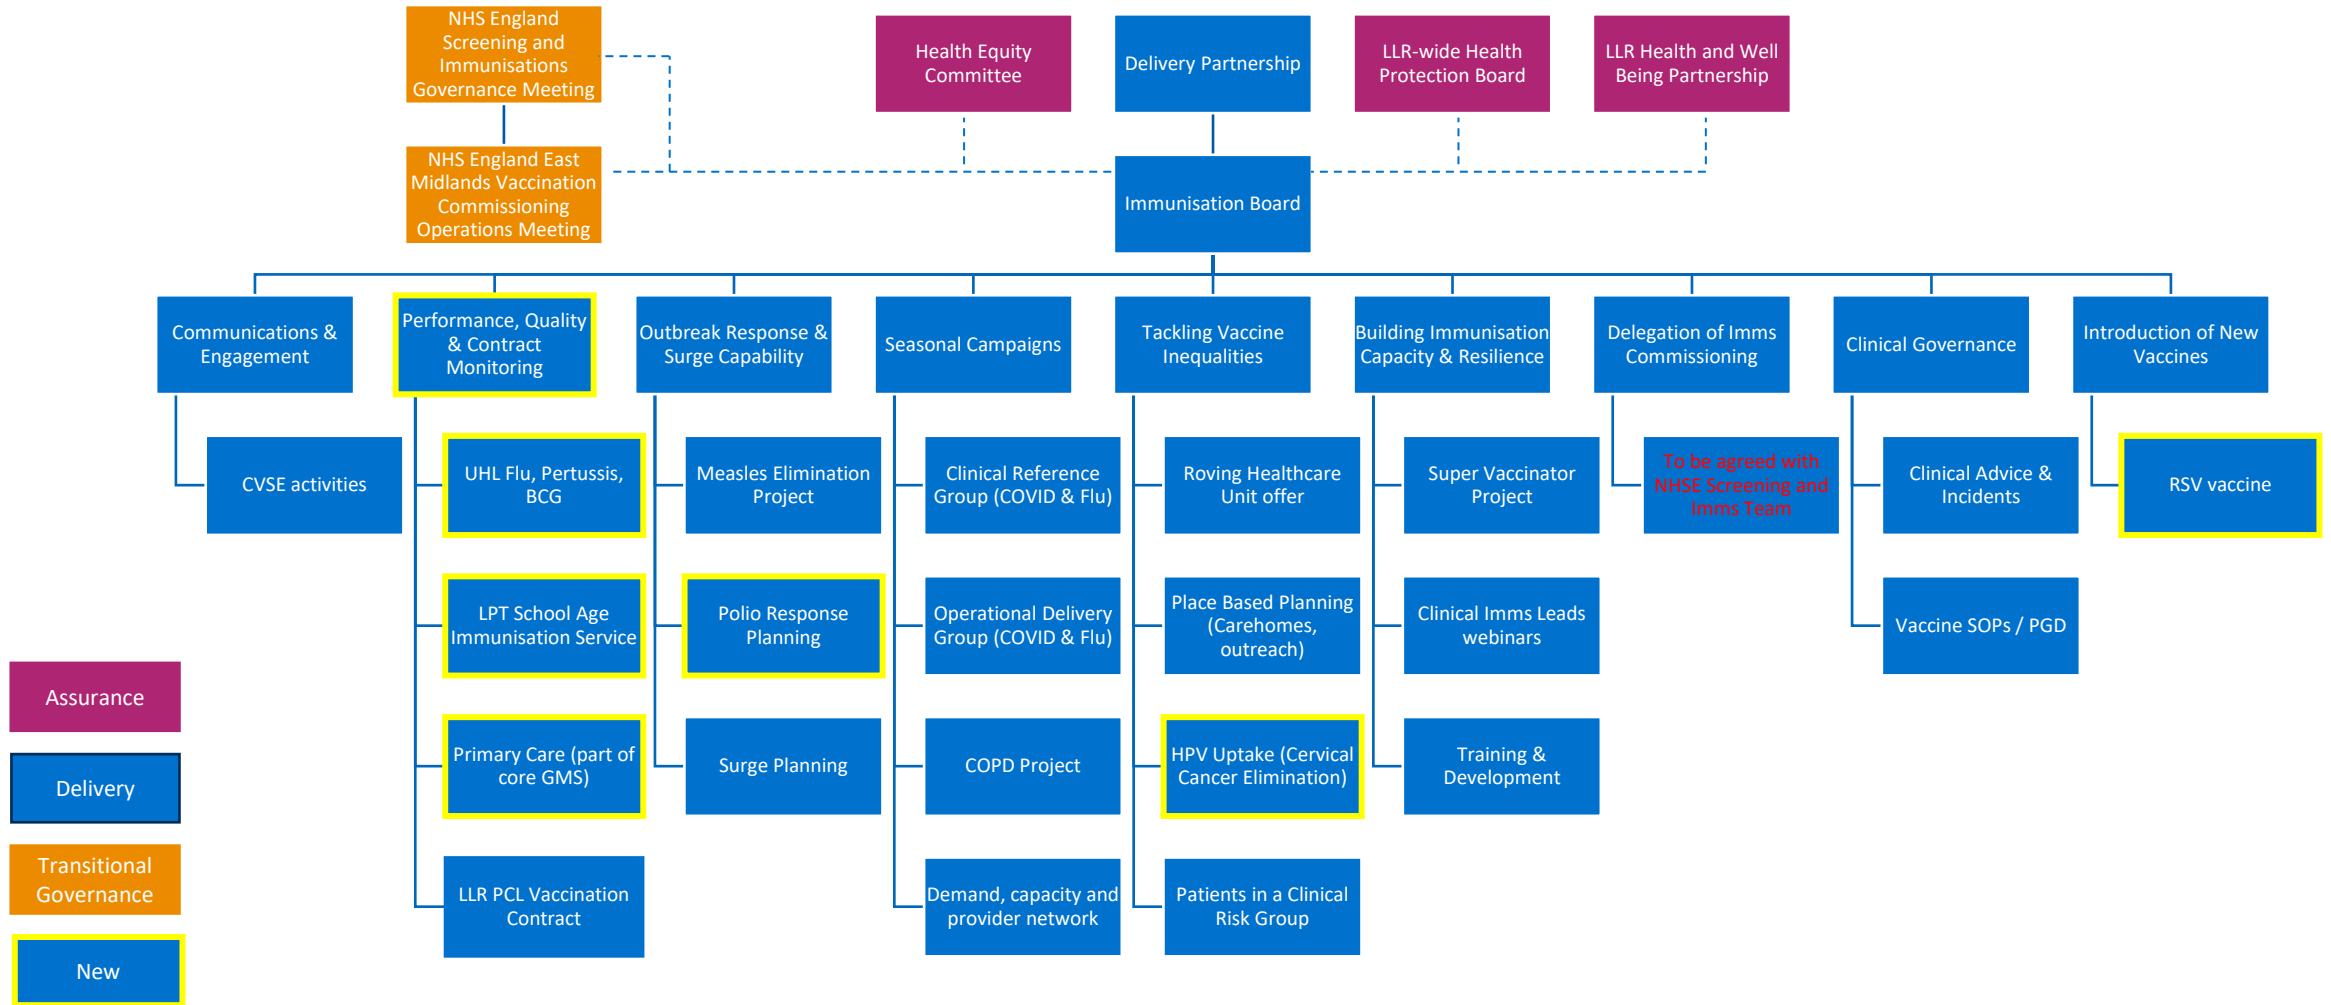 NHS England
Screening and
Immunisations
Governance Meeting
Health Equity
Committee
Delivery Partnership
LLR-wide Health
Protection Board
LLR Health and Well
Being Partnership
NHS England East
Midlands Vaccination
Commissioning
Operations Meeting
Immunisation Board
Communications &
Engagement
Performance, Quality
& Contract
Monitoring
Outbreak Response &
Surge Capability
Seasonal Campaigns
Tackling Vaccine
Inequalities
Building Immunisation
Capacity & Resilience
Delegation of Imms
Commissioning
Clinical Governance
Introduction of New
Vaccines
CVSE activities
UHL Flu, Pertussis,
BCG
Measles Elimination
Project
Clinical Reference
Group (COVID & Flu)
Roving Healthcare
Unit offer
Super Vaccinator
Project
To be agreed with
NHSE Screening and
Imms Team
Clinical Advice &
Incidents
RSV vaccine
LPT School Age
Immunisation Service
Polio Response
Planning
Operational Delivery
Group (COVID & Flu)
Place Based Planning
(Carehomes,
outreach)
Clinical Imms Leads
webinars
Vaccine SOPs / PGD
Primary Care (part of
core GMS)
Surge Planning
COPD Project
HPV Uptake (Cervical
Cancer Elimination)
Training &
Development
LLR PCL Vaccination
Contract
Demand, capacity and
provider network
Patients in a Clinical
Risk Group
Assurance
Delivery
Transitional
Governance
New